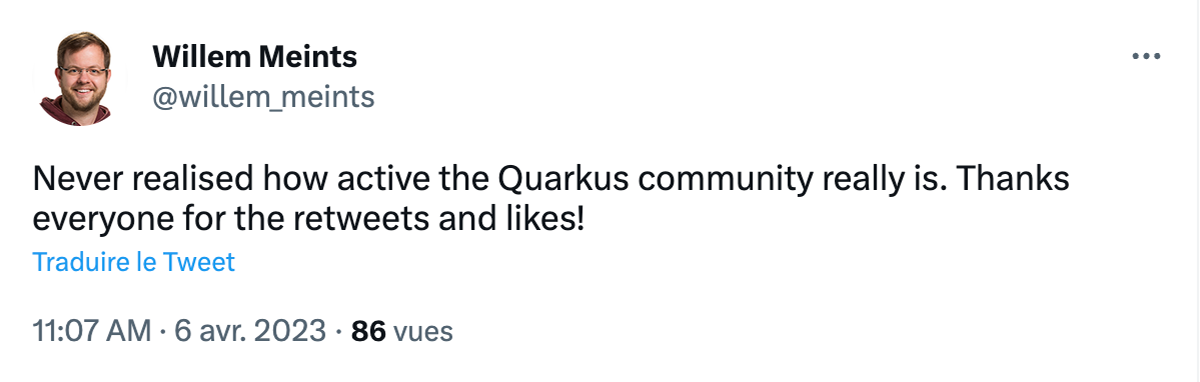 Willem Meints
@willem_meints
Never realised how active the Quarkus community really is. Thanks
everyone for the retweets and likes!
Traduire le Tweet
11:07 AM · 6 avr. 2023 · 86 vues